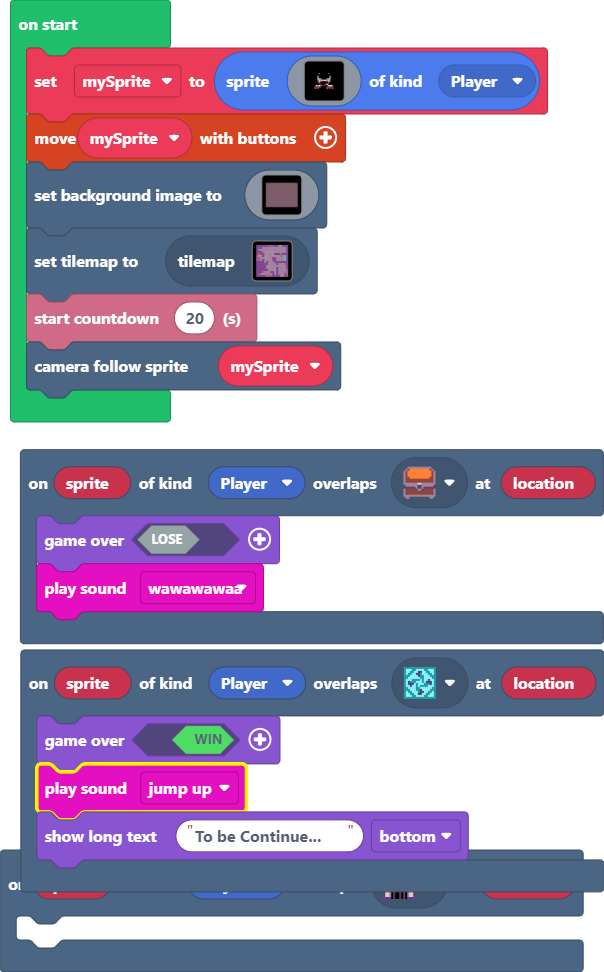 on start
set mySprite to sprite of kind Player
move mySprite with buttons
set background image to
set tilemap to tilemap
start countdown 20 (s)
camera follow sprite mySprite
on sprite of kind Player overlaps at location
game over LOSE
play sound wawawawaa
on sprite of kind Player overlaps at location
game over WIN
play sound jump up
show long text "To be Continue... " bottom